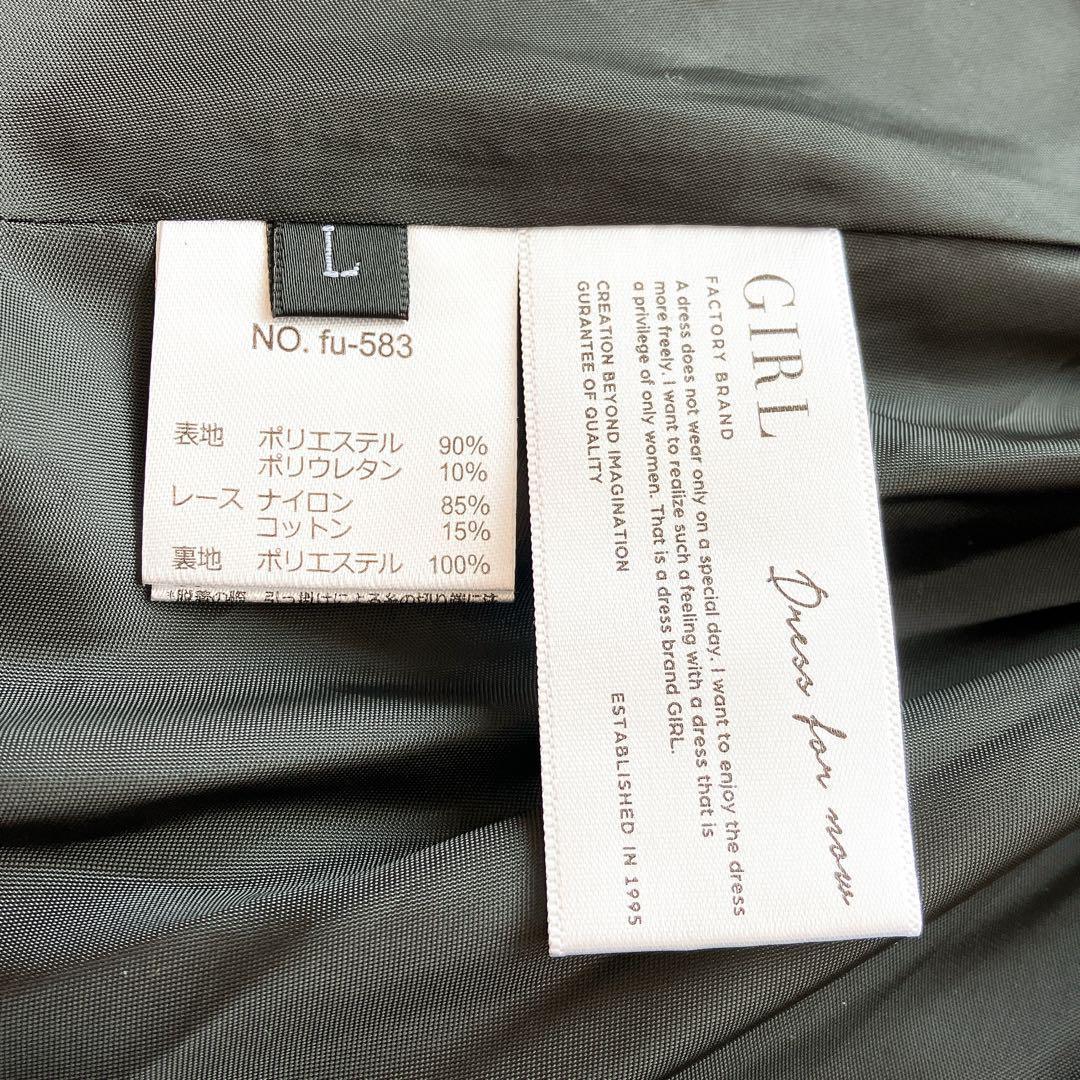 L
NO. fu-583
表地 ポリエステル 90%
ポリウレタン 10%
レース ナイロン 85%
コットン 15%
裏地 ポリエステル 100%
GIRL
FACTORY BRAND
Dress for now
A dress does not wear only on a special day. I want to enjoy the dress
more freely. I want to realize such a feeling with a dress that is
a privilege of only women. That is a dress brand GIRL.
CREATION BEYOND IMAGINATION
GURANTEE OF QUALITY
ESTABLISHED IN 1995